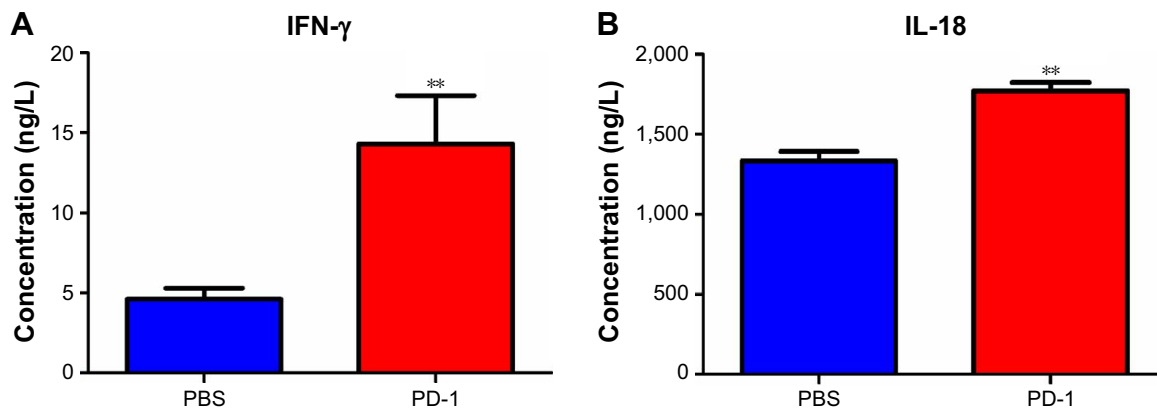 A
IFN-γ
Concentration (ng/L)
20
15
10
5
0
**
PBS
PD-1
B
IL-18
Concentration (ng/L)
2,000
1,500
1,000
500
0
**
PBS
PD-1